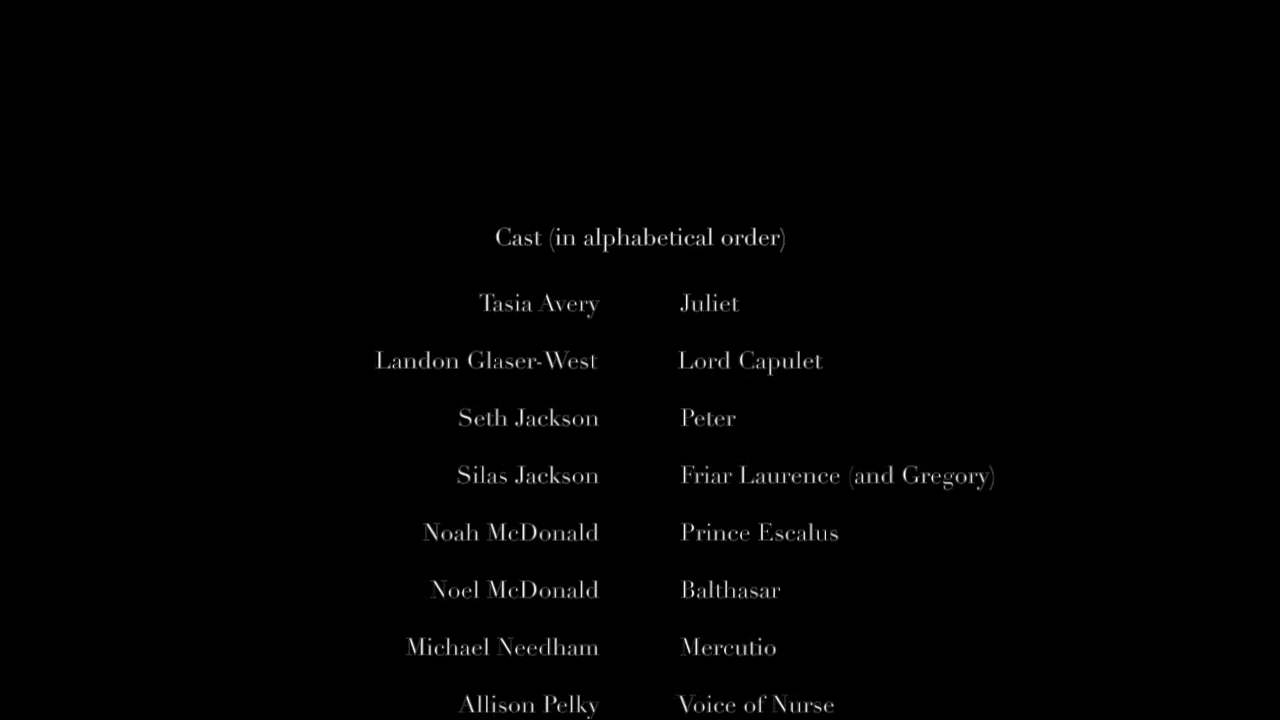 Cast (in alphabetical order)
Tasia Avery Juliet
Landon Glaser-West Lord Capulet
Seth Jackson Peter
Silas Jackson Friar Laurence (and Gregory)
Noah McDonald Prince Escalus
Noel McDonald Balthasar
Michael Needham Mercutio
Allison Pelky Voice of Nurse